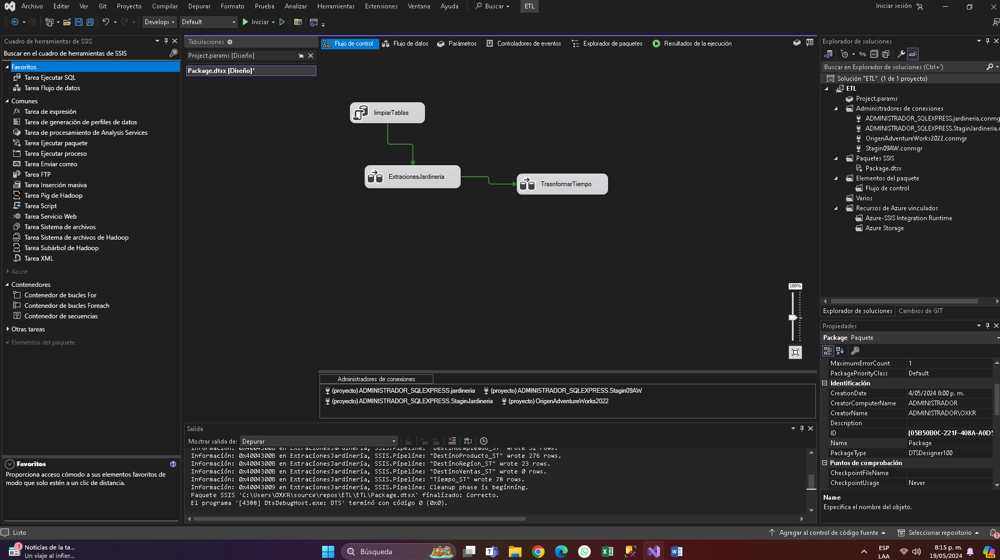 Archivo Editar Ver Git Proyecto Compilar Depurar Formato Prueba Analizar Herramientas Extensiones Ventana Ayuda Buscar ETL Iniciar sesión
Developi Default Iniciar
Cuadro de herramientas de SSIS
Buscar en el cuadro de herramientas de SSIS
Favoritos
Tarea Ejecutar SQL
Tarea Flujo de datos
Comunes
Tarea de expresión
Tarea de generación de perfiles de datos
Tarea de procesamiento de Analysis Services
Tarea Ejecutar paquete
Tarea Ejecutar proceso
Tarea Enviar correo
Tarea FTP
Tarea Inserción masiva
Tarea Pig de Hadoop
Tarea Script
Tarea Servicio Web
Tarea Sistema de archivos
Tarea Sistema de archivos de Hadoop
Tarea Subárbol de Hadoop
Tarea XML
Azure
Contenedores
Contenedor de bucles For
Contenedor de bucles Foreach
Contenedor de secuencias
Otras tareas
Elementos del paquete
Favoritos
Proporciona acceso cómodo a sus elementos favoritos de
modo que solo estén a un clic de distancia.
Tabulaciones
Project.params [Diseño]
Package.dtsx [Diseño]*
Flujo de control Flujo de datos Parámetros Controladores de eventos Explorador de paquetes Resultados de la ejecución
limpiarTablas
ExtracionesJardineria
TrasnformarTiempo
100%
Administradores de conexiones
(proyecto) ADMINISTRADOR_SQLEXPRESS.jardineria (proyecto) ADMINISTRADOR_SQLEXPRESS.Stagin09AW
(proyecto) ADMINISTRADOR_SQLEXPRESS.StaginJardineria (proyecto) OrigenAdventureWorks2022
Salida
Mostrar salida de: Depurar
Información: 0x4004300B en ExtracionesJardineria, SSIS.Pipeline: "DestinoEmpleado_ST" wrote 31 rows.
Información: 0x4004300B en ExtracionesJardineria, SSIS.Pipeline: "DestinoProducto_ST" wrote 276 rows.
Información: 0x4004300B en ExtracionesJardineria, SSIS.Pipeline: "DestinoRegion_ST" wrote 23 rows.
Información: 0x4004300B en ExtracionesJardineria, SSIS.Pipeline: "DestinoVentas_ST" wrote 0 rows.
Información: 0x4004300B en ExtracionesJardineria, SSIS.Pipeline: "Tiempo_ST" wrote 78 rows.
Información: 0x40043009 en ExtracionesJardineria, SSIS.Pipeline: Cleanup phase is beginning.
Paquete SSIS 'C:\Users\OXKR\source\repos\ETL\ETL\Package.dtsx' finalizado: Correcto.
El programa '[4388] DtsDebugHost.exe: DTS' terminó con código 0 (0x0).
Explorador de soluciones
Buscar en Explorador de soluciones (Ctrl+´)
Solución "ETL" (1 de 1 proyecto)
ETL
Project.params
Administradores de conexiones
ADMINISTRADOR_SQLEXPRESS.jardineria.conmg
ADMINISTRADOR_SQLEXPRESS.StaginJardineria.c
OrigenAdventureWorks2022.conmgr
Stagin09AW.conmgr
Paquetes SSIS
Package.dtsx
Elementos del paquete
Flujo de control
Varios
Recursos de Azure vinculados
Azure-SSIS Integration Runtime
Azure Storage
Explorador de soluciones Cambios de GIT
Propiedades
Package Paquete
MaximumErrorCount 1
PackagePriorityClass Default
Identificación
CreationDate 4/05/2024 8:00 p. m.
CreatorComputerName ADMINISTRADOR
CreatorName ADMINISTRADOR\OXKR
Description
ID {05B50B0C-221F-408A-A0D5
Name Package
PackageType DTSDesigner100
Puntos de comprobación
CheckpointFileName
CheckpointUsage Never
Name
Especifica el nombre del objeto.
Listo Agregar al control de código fuente Seleccionar repositorio 1
1 Noticias de la ta...
Un viaje al infier...
Búsqueda
ESP
LAA
8:15 p. m.
19/05/2024
PRE